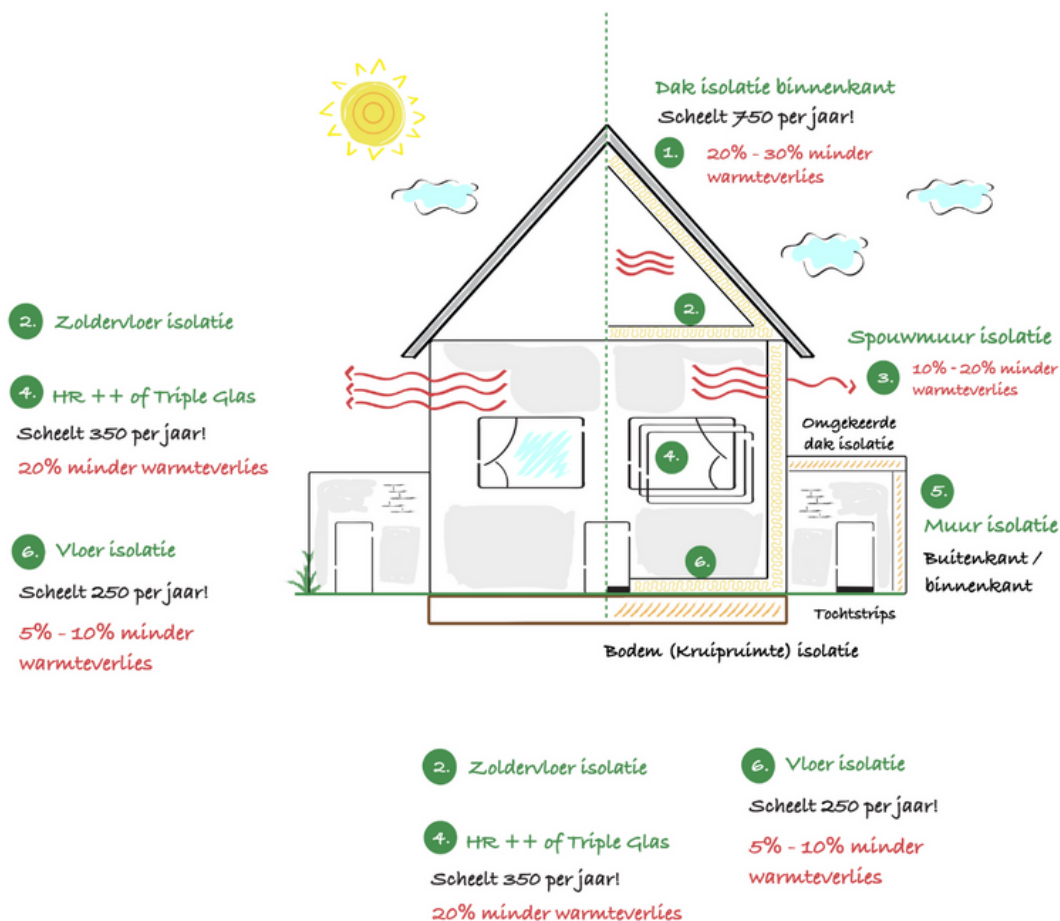 Dak isolatie binnenkant
Scheelt 750 per jaar!
1. 20% - 30% minder
warmteverlies
2. Zoldervloer isolatie
2.
Spouwmuur isolatie
3. 10% - 20% minder
warmteverlies
4. HR ++ of Triple Glas
Scheelt 350 per jaar!
20% minder warmteverlies
Omgekeerde
dak isolatie
4.
5.
Muur isolatie
Buitenkant /
binnenkant
6. Vloer isolatie
Scheelt 250 per jaar!
5% - 10% minder
warmteverlies
6.
Tochtstrips
Bodem (Kruipruimte) isolatie
2. Zoldervloer isolatie
4. HR ++ of Triple Glas
Scheelt 350 per jaar!
20% minder warmteverlies
6. Vloer isolatie
Scheelt 250 per jaar!
5% - 10% minder
warmteverlies